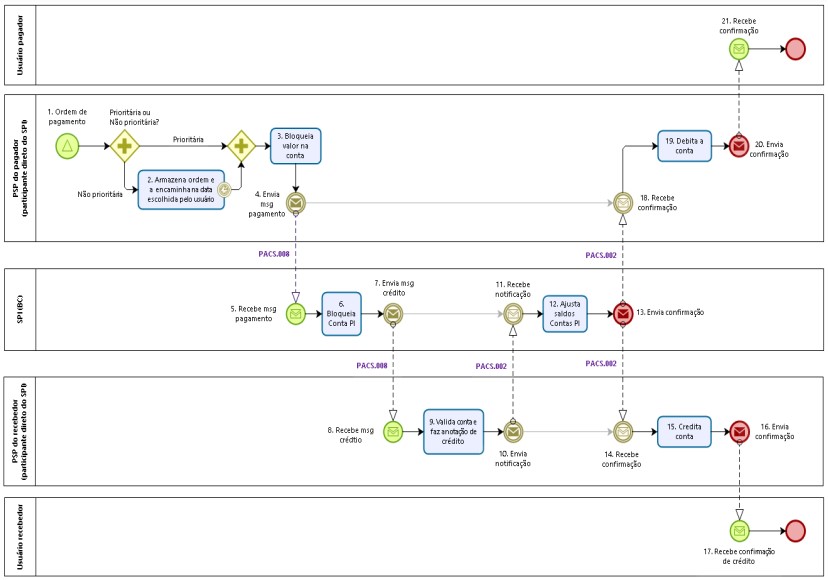 Usuário pagador
21. Recebe
confirmação
PSP do pagador
(participante direto do SPI)
1. Ordem de
pagamento
Prioritária ou
Não prioritária?
Prioritária
Não prioritária
2. Armazena ordem e
a encaminha na data
escolhida pelo usuário
3. Bloqueia
valor na
conta
4. Envia
msg
pagamento
18. Recebe
confirmação
19. Debita a
conta
20. Envia
confirmação
PACS.008
PACS.002
SPI (BC)
5. Recebe msg
pagamento
6.
Bloqueia
Conta PI
7. Envia msg
crédito
11. Recebe
notificação
12. Ajusta
saldos
Contas PI
13. Envia confirmação
PACS.008
PACS.002
PACS.002
PSP do recebedor
(participante direto do SPI)
8. Recebe msg
crédtio
9. Valida conta e
faz anotação de
crédito
10. Envia
notificação
14. Recebe
confirmação
15. Credita
conta
16. Envia
confirmação
Usuário recebedor
17. Recebe confirmação
de crédito